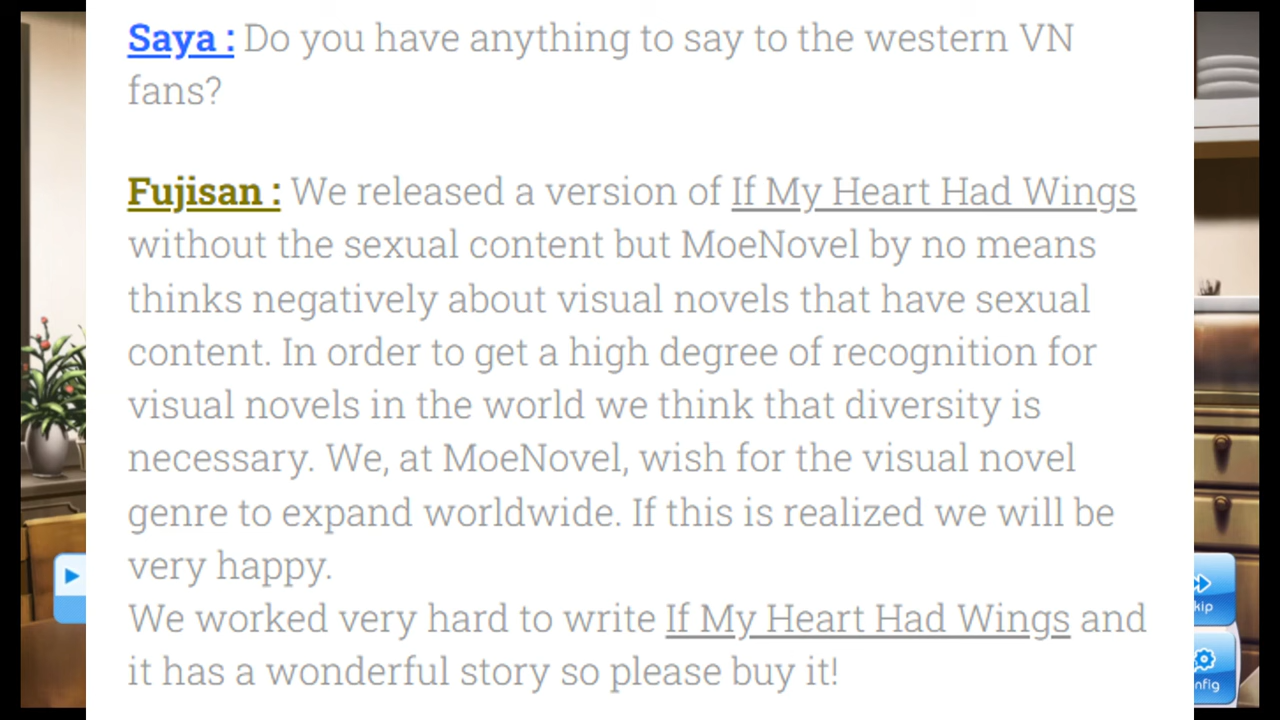 Saya : Do you have anything to say to the western VN
fans?
Fujisan : We released a version of If My Heart Had Wings
without the sexual content but MoeNovel by no means
thinks negatively about visual novels that have sexual
content. In order to get a high degree of recognition for
visual novels in the world we think that diversity is
necessary. We, at MoeNovel, wish for the visual novel
genre to expand worldwide. If this is realized we will be
very happy.
We worked very hard to write If My Heart Had Wings and
it has a wonderful story so please buy it!
kip
nfig